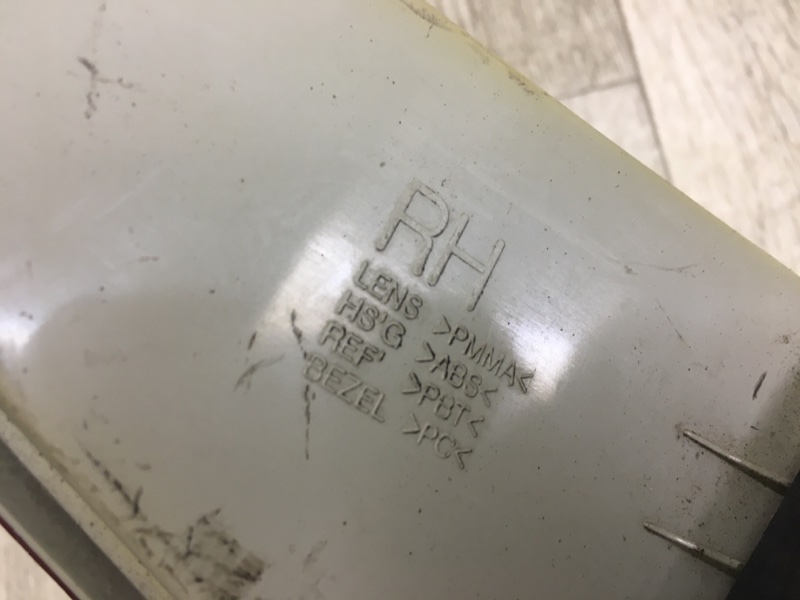 RH
LENS >PMMA<
HS'G >ABS<
REF' >PBT<
BEZEL >PC<